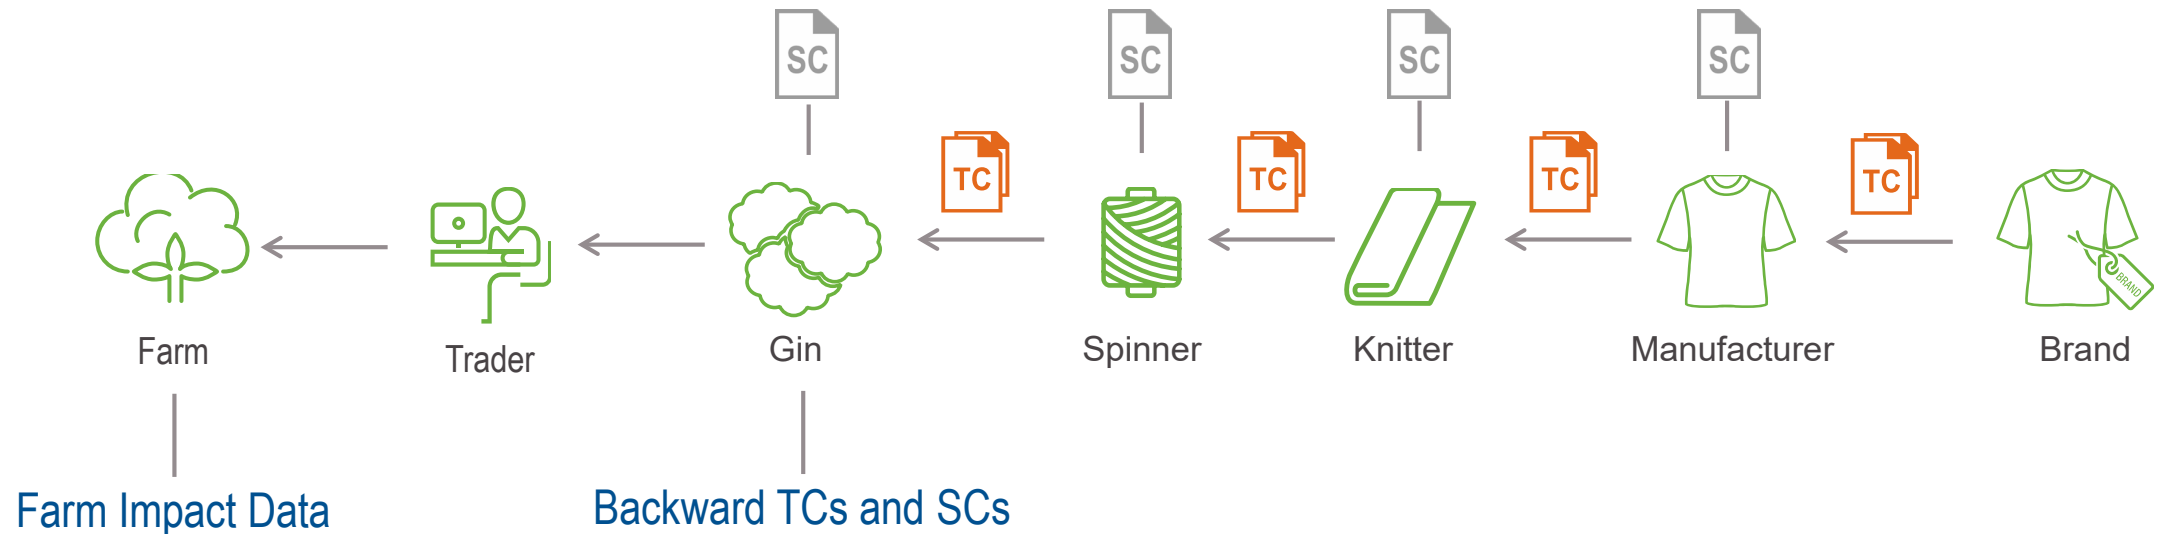 SC SC SC SC
TC TC TC TC
BRAND
Farm Trader Gin Spinner Knitter Manufacturer Brand
Farm Impact Data Backward TCs and SCs